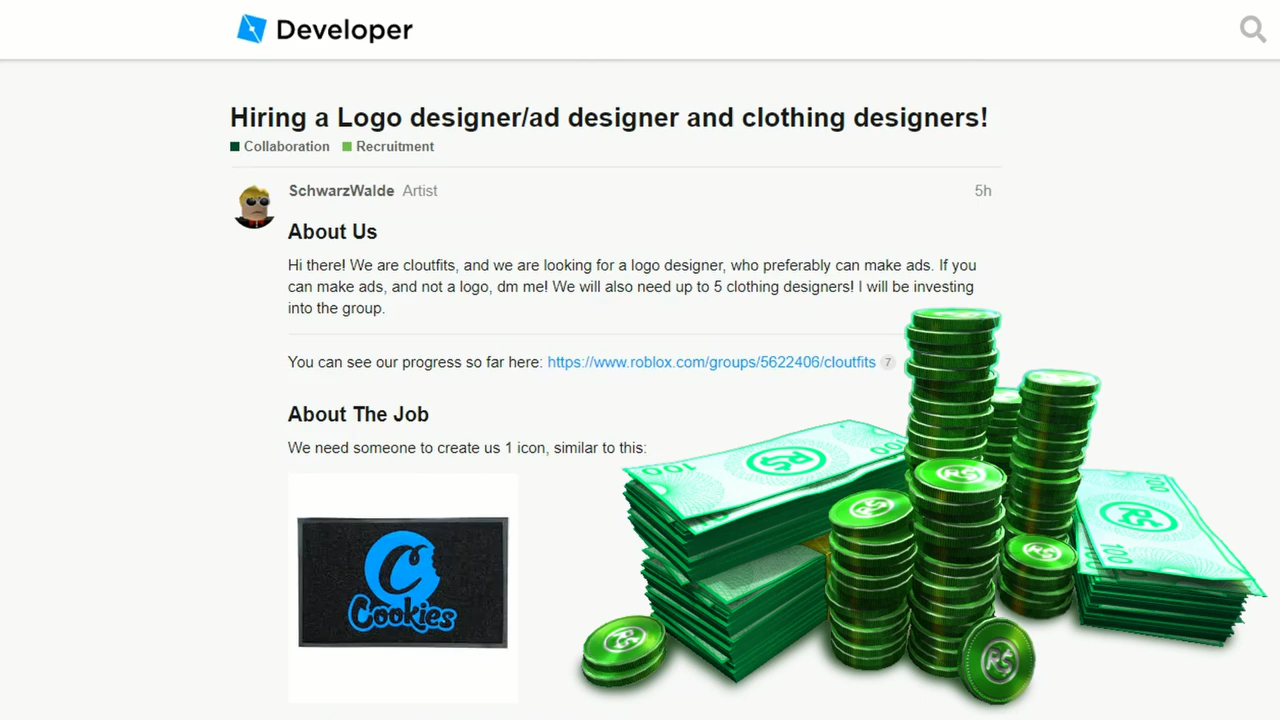 Developer
Hiring a Logo designer/ad designer and clothing designers!
Collaboration Recruitment
SchwarzWalde Artist 5h
About Us
Hi there! We are cloutfits, and we are looking for a logo designer, who preferably can make ads. If you
can make ads, and not a logo, dm me! We will also need up to 5 clothing designers! I will be investing
into the group.
You can see our progress so far here: https://www.roblox.com/groups/5622406/cloutfits 7
About The Job
We need someone to create us 1 icon, similar to this:
C
Cookies
100
R$
R$
100
R$
R$
100
R$
R$
100
R$
R$